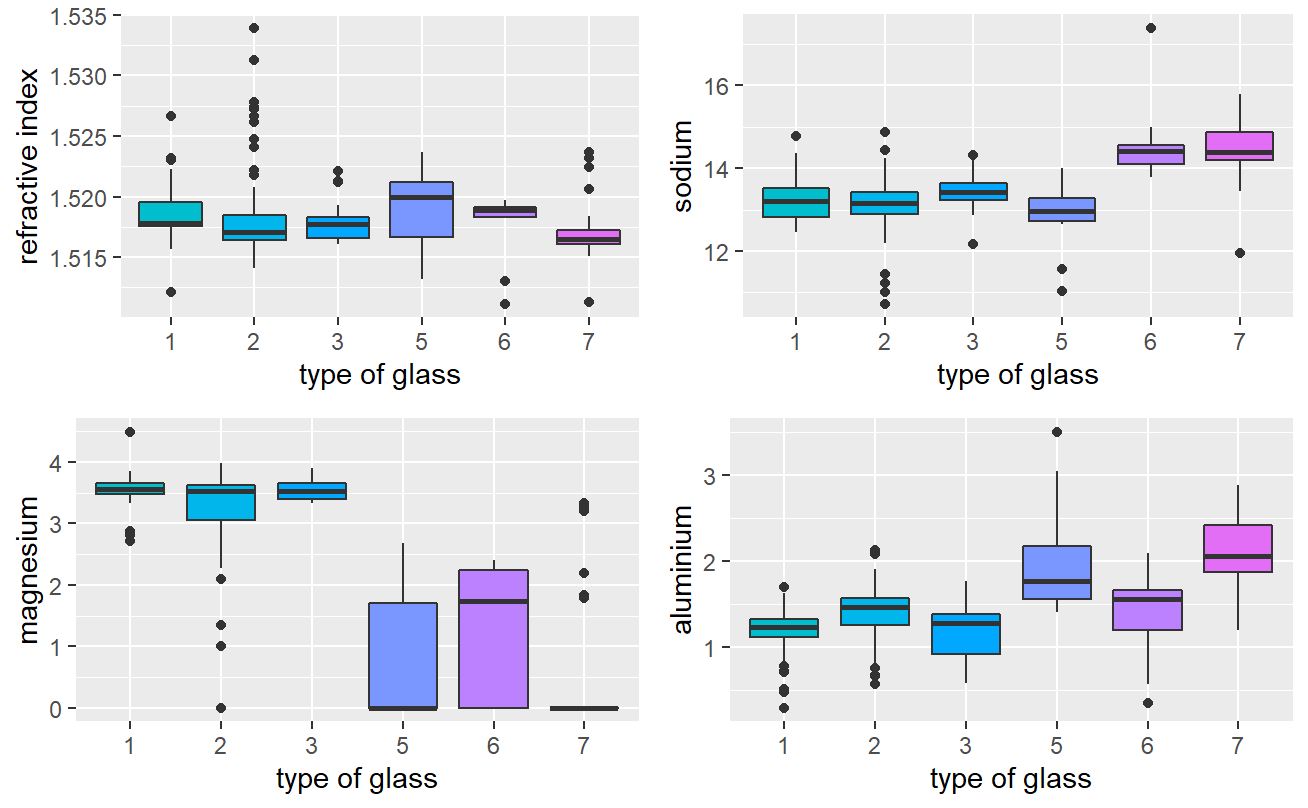 refractive index
1.535
1.530
1.525
1.520
1.515
1 2 3 5 6 7
type of glass
sodium
16
14
12
1 2 3 5 6 7
type of glass
magnesium
4
3
2
1
0
1 2 3 5 6 7
type of glass
aluminium
3
2
1
1 2 3 5 6 7
type of glass